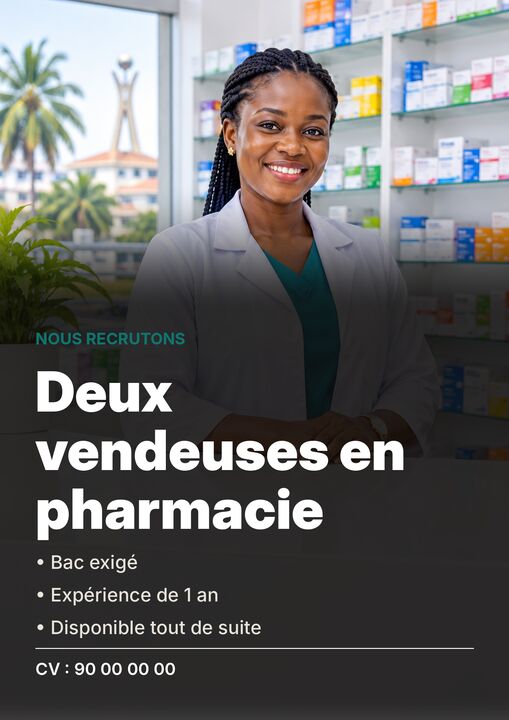 NOUS RECRUTONS
Deux
vendeuses en
pharmacie
• Bac exigé
• Expérience de 1 an
• Disponible tout de suite
CV : 90 00 00 00